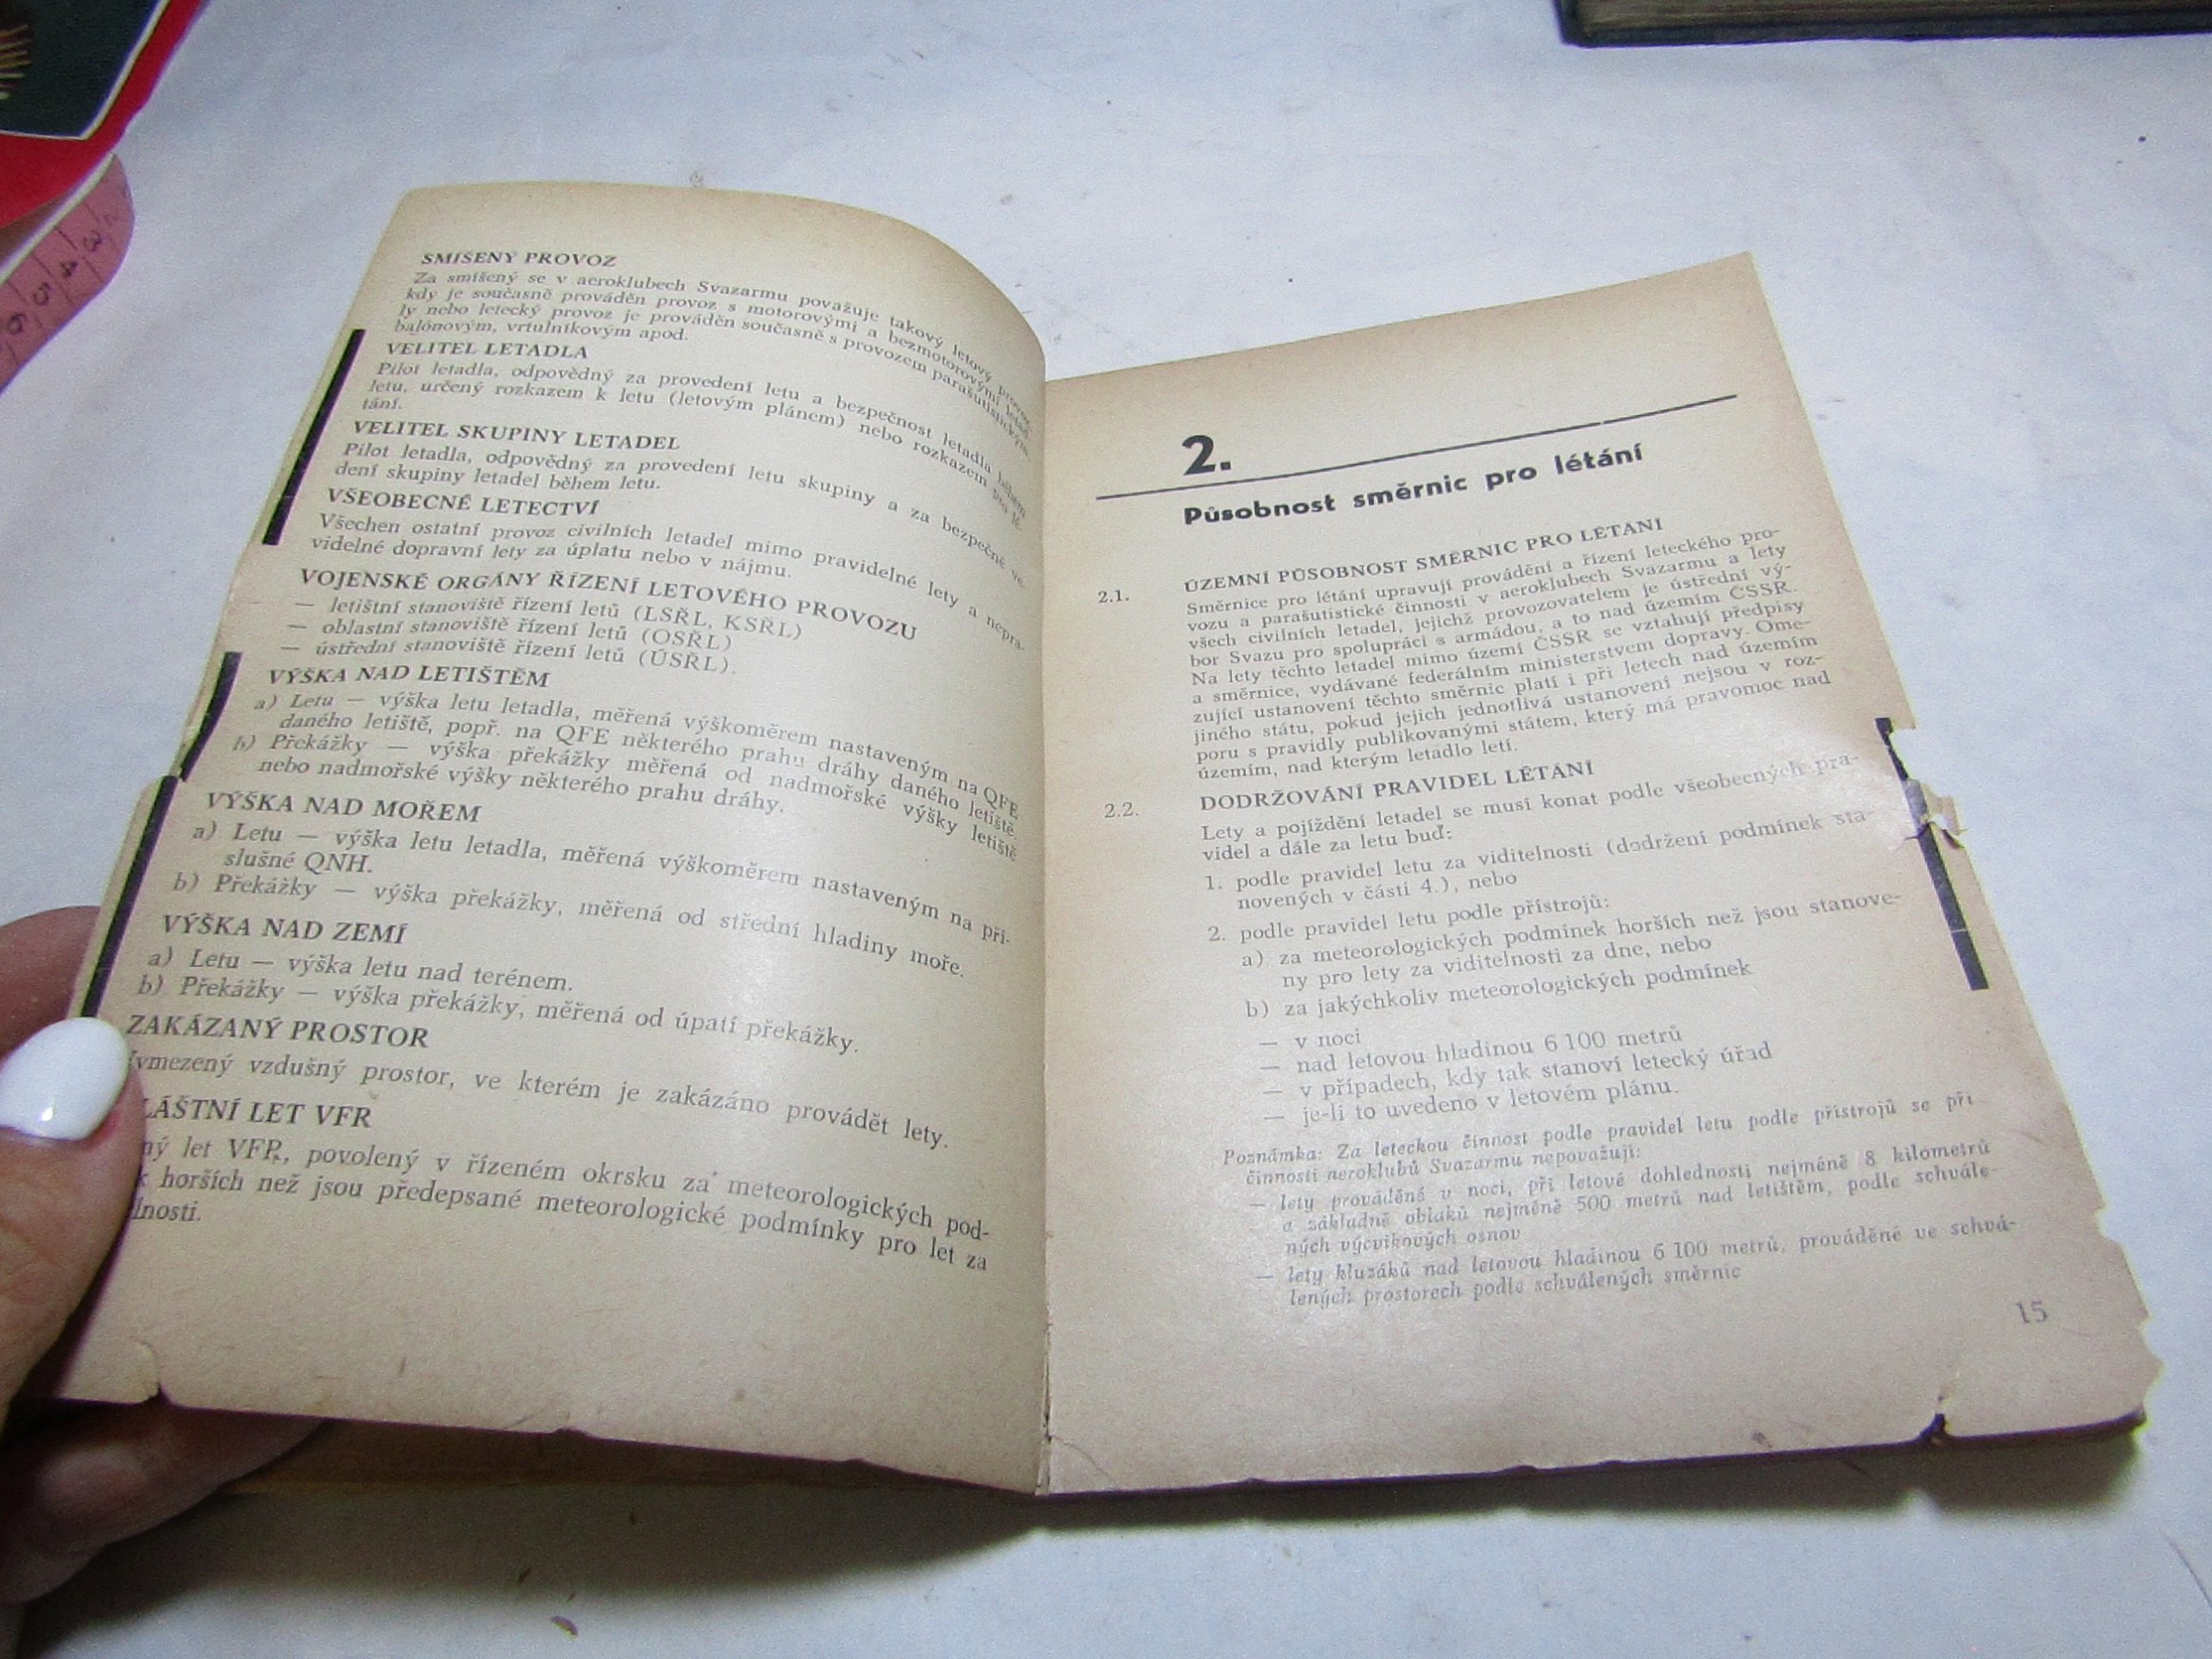 SMÍŠENÝ PROVOZ
Za smíšený se v aeroklubech Svazarmu považuje takový letový provoz,
kdy je současně prováděn provoz s motorovými a bezmotorovými letad-
ly nebo letecký provoz je prováděn současně s provozem parašutistickým,
balónovým, vrtulníkovým apod.
VELITEL LETADLA
Pilot letadla, odpovědný za provedení letu a bezpečnost letadla během
letu, určený rozkazem k letu (letovým plánem) nebo rozkazem pro lé-
tání.
VELITEL SKUPINY LETADEL
Pilot letadla, odpovědný za provedení letu skupiny a za bezpečné ve-
dení skupiny letadel během letu.
VŠEOBECNÉ LETECTVÍ
Všechen ostatní provoz civilních letadel mimo pravidelné lety a nepra-
videlné dopravní lety za úplatu nebo v nájmu.
VOJENSKÉ ORGÁNY ŘÍZENÍ LETOVÉHO PROVOZU
— letištní stanoviště řízení letů (LSŘL, KSŘL)
— oblastní stanoviště řízení letů (OSŘL)
— ústřední stanoviště řízení letů (ÚSŘL).
VÝŠKA NAD LETIŠTĚM
a) Letu — výška letu letadla, měřená výškoměrem nastaveným na QFE
daného letiště, popř. na QFE některého prahu dráhy daného letiště.
b) Překážky — výška překážky měřená od nadmořské výšky letiště
nebo nadmořské výšky některého prahu dráhy.
VÝŠKA NAD MOŘEM
a) Letu — výška letu letadla, měřená výškoměrem nastaveným na pří-
slušné QNH.
b) Překážky — výška překážky, měřená od střední hladiny moře.
VÝŠKA NAD ZEMÍ
a) Letu — výška letu nad terénem.
b) Překážky — výška překážky, měřená od úpatí překážky.
ZAKÁZANÝ PROSTOR
vmezený vzdušný prostor, ve kterém je zakázáno provádět lety.
LÁŠTNÍ LET VFR
ný let VFR, povolený v řízeném okrsku za meteorologických pod-
k horších než jsou předepsané meteorologické podmínky pro let za
lnosti.
2.
Působnost směrnic pro létání
2.1. ÚZEMNÍ PŮSOBNOST SMĚRNIC PRO LÉTÁNÍ
Směrnice pro létání upravují provádění a řízení leteckého pro-
vozu a parašutistické činnosti v aeroklubech Svazarmu a lety
všech civilních letadel, jejichž provozovatelem je ústřední vý-
bor Svazu pro spolupráci s armádou, a to nad územím ČSSR.
Na lety těchto letadel mimo území ČSSR se vztahují předpisy
a směrnice, vydávané federálním ministerstvem dopravy. Ome-
zující ustanovení těchto směrnic platí i při letech nad územím
jiného státu, pokud jejich jednotlivá ustanovení nejsou v roz-
poru s pravidly publikovanými státem, který má pravomoc nad
územím, nad kterým letadlo letí.
2.2. DODRŽOVÁNÍ PRAVIDEL LÉTÁNÍ
Lety a pojíždění letadel se musí konat podle všeobecných pra-
videl a dále za letu buď:
1. podle pravidel letu za viditelnosti (dodržení podmínek sta-
novených v části 4.), nebo
2. podle pravidel letu podle přístrojů:
a) za meteorologických podmínek horších než jsou stanove-
ny pro lety za viditelnosti za dne, nebo
b) za jakýchkoliv meteorologických podmínek
— v noci
— nad letovou hladinou 6 100 metrů
— v případech, kdy tak stanoví letecký úřad
— je-li to uvedeno v letovém plánu.
Poznámka: Za leteckou činnost podle pravidel letu podle přístrojů se při
činnosti aeroklubů Svazarmu nepovažují:
— lety prováděné v noci, při letové dohlednosti nejméně 8 kilometrů
a základně oblaků nejméně 500 metrů nad letištěm, podle schvále-
ných výcvikových osnov
— lety kluzáků nad letovou hladinou 6 100 metrů, prováděné ve schvá-
lených prostorech podle schválených směrnic
15
3
4
5
6